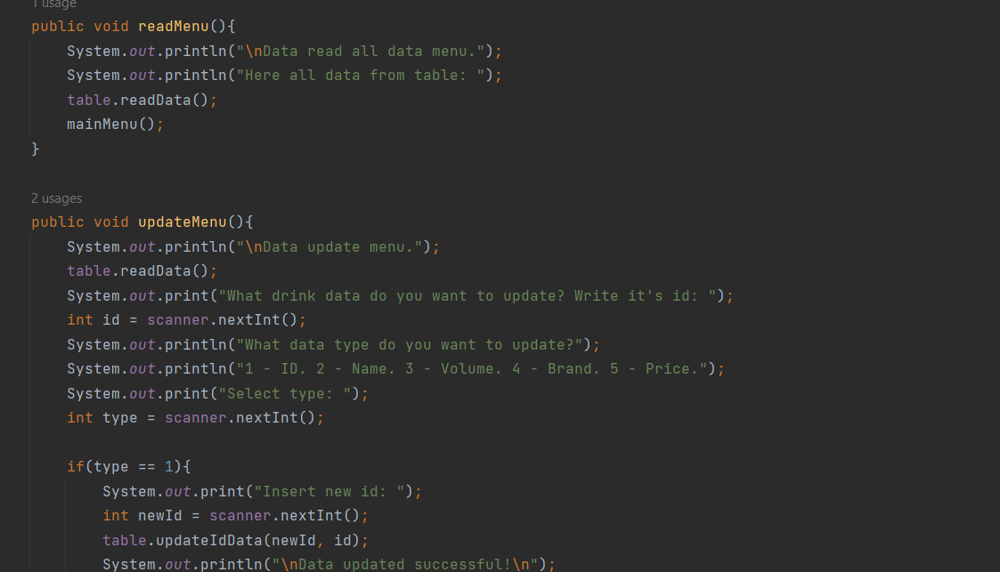 1 usage
public void readMenu(){
    System.out.println("\nData read all data menu.");
    System.out.println("Here all data from table: ");
    table.readData();
    mainMenu();
}
2 usages
public void updateMenu(){
    System.out.println("\nData update menu.");
    table.readData();
    System.out.print("What drink data do you want to update? Write it's id: ");
    int id = scanner.nextInt();
    System.out.println("What data type do you want to update?");
    System.out.println("1 - ID. 2 - Name. 3 - Volume. 4 - Brand. 5 - Price.");
    System.out.print("Select type: ");
    int type = scanner.nextInt();
    if(type == 1){
        System.out.print("Insert new id: ");
        int newId = scanner.nextInt();
        table.updateIdData(newId, id);
        System.out.println("\nData updated successful!\n");